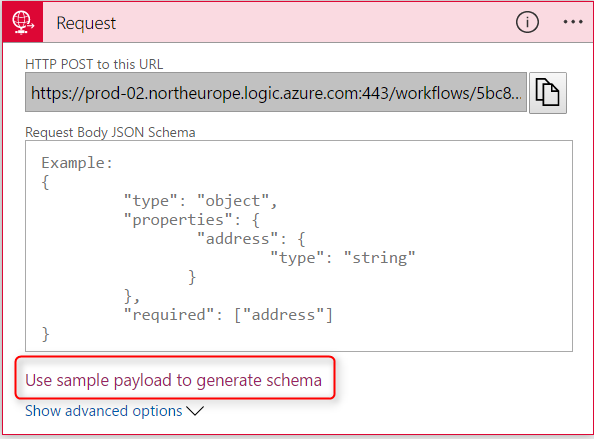 Request
HTTP POST to this URL
https://prod-02.northeurope.logic.azure.com:443/workflows/5bc8...
Request Body JSON Schema
Example:
{
"type": "object",
"properties": {
"address": {
"type": "string"
}
},
"required": ["address"]
}
Use sample payload to generate schema
Show advanced options